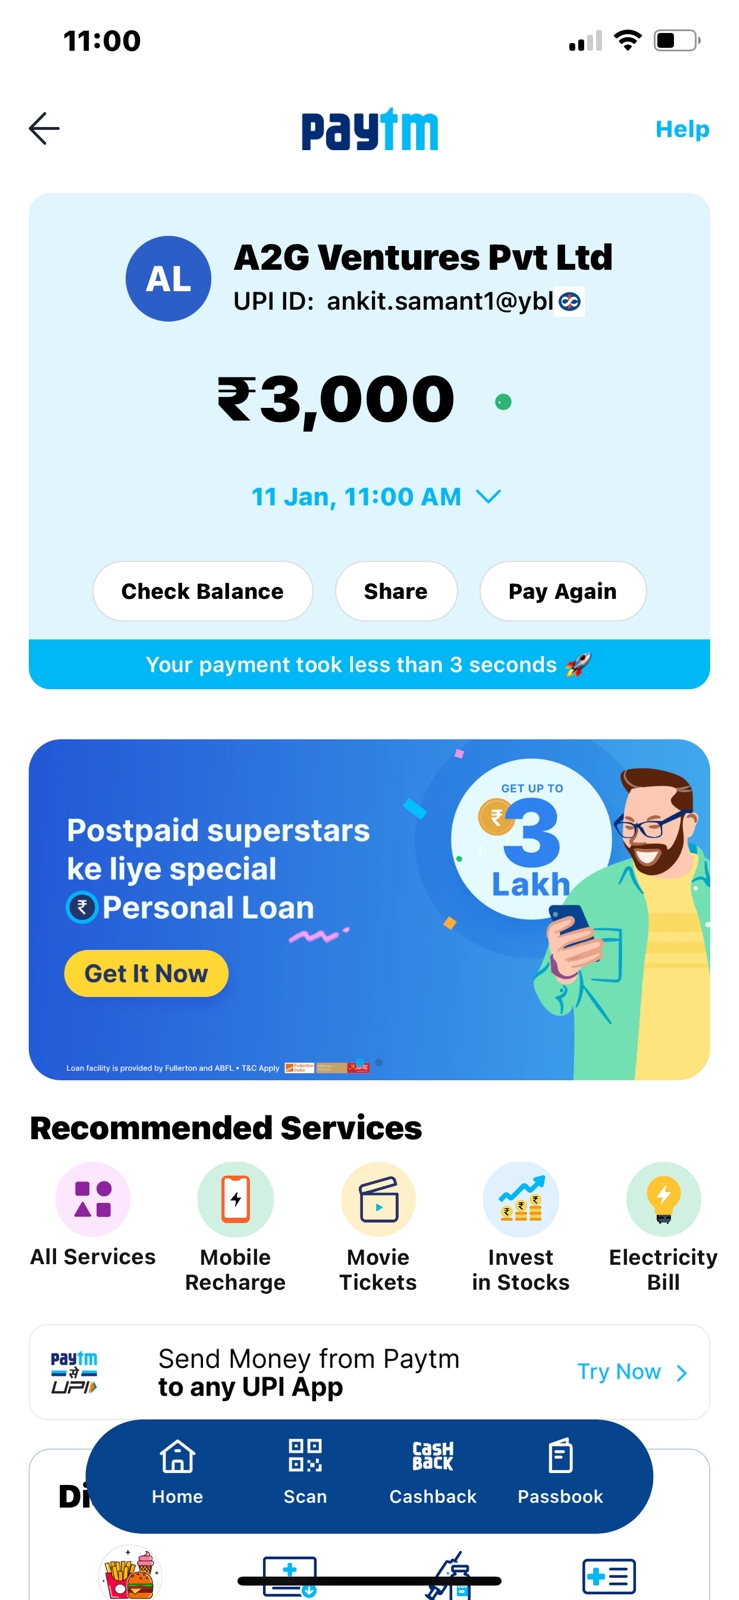 11:00
paytm
Help
AL
A2G Ventures Pvt Ltd
UPI ID: ankit.samant1@ybl
₹3,000
11 Jan, 11:00 AM
Check Balance
Share
Pay Again
Your payment took less than 3 seconds 🚀
GET UP TO
₹ 3
Lakh
Postpaid superstars
ke liye special
₹ Personal Loan
Get It Now
Loan facility is provided by Fullerton and ABFL • T&C Apply
Recommended Services
All Services
Mobile
Recharge
Movie
Tickets
Invest
in Stocks
Electricity
Bill
paytm
से
UPI
Send Money from Paytm
to any UPI App
Try Now
Di
Home
Scan
CASH
BACK
Cashback
Passbook